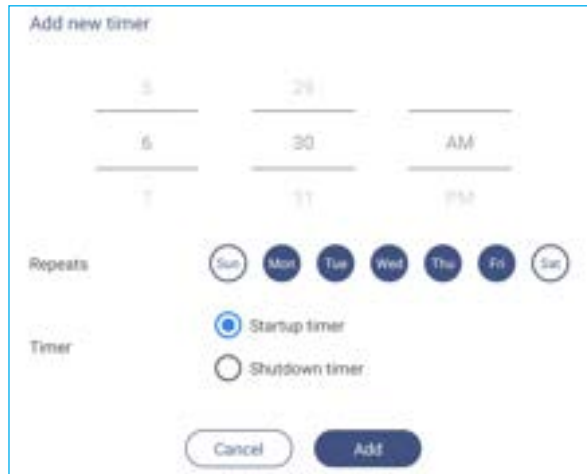 Add new timer
5 29
6 30 AM
7 31 PM
Repeats Sun Mon Tue Wed Thu Fri Sat
Startup timer
Timer
Shutdown timer
Cancel Add